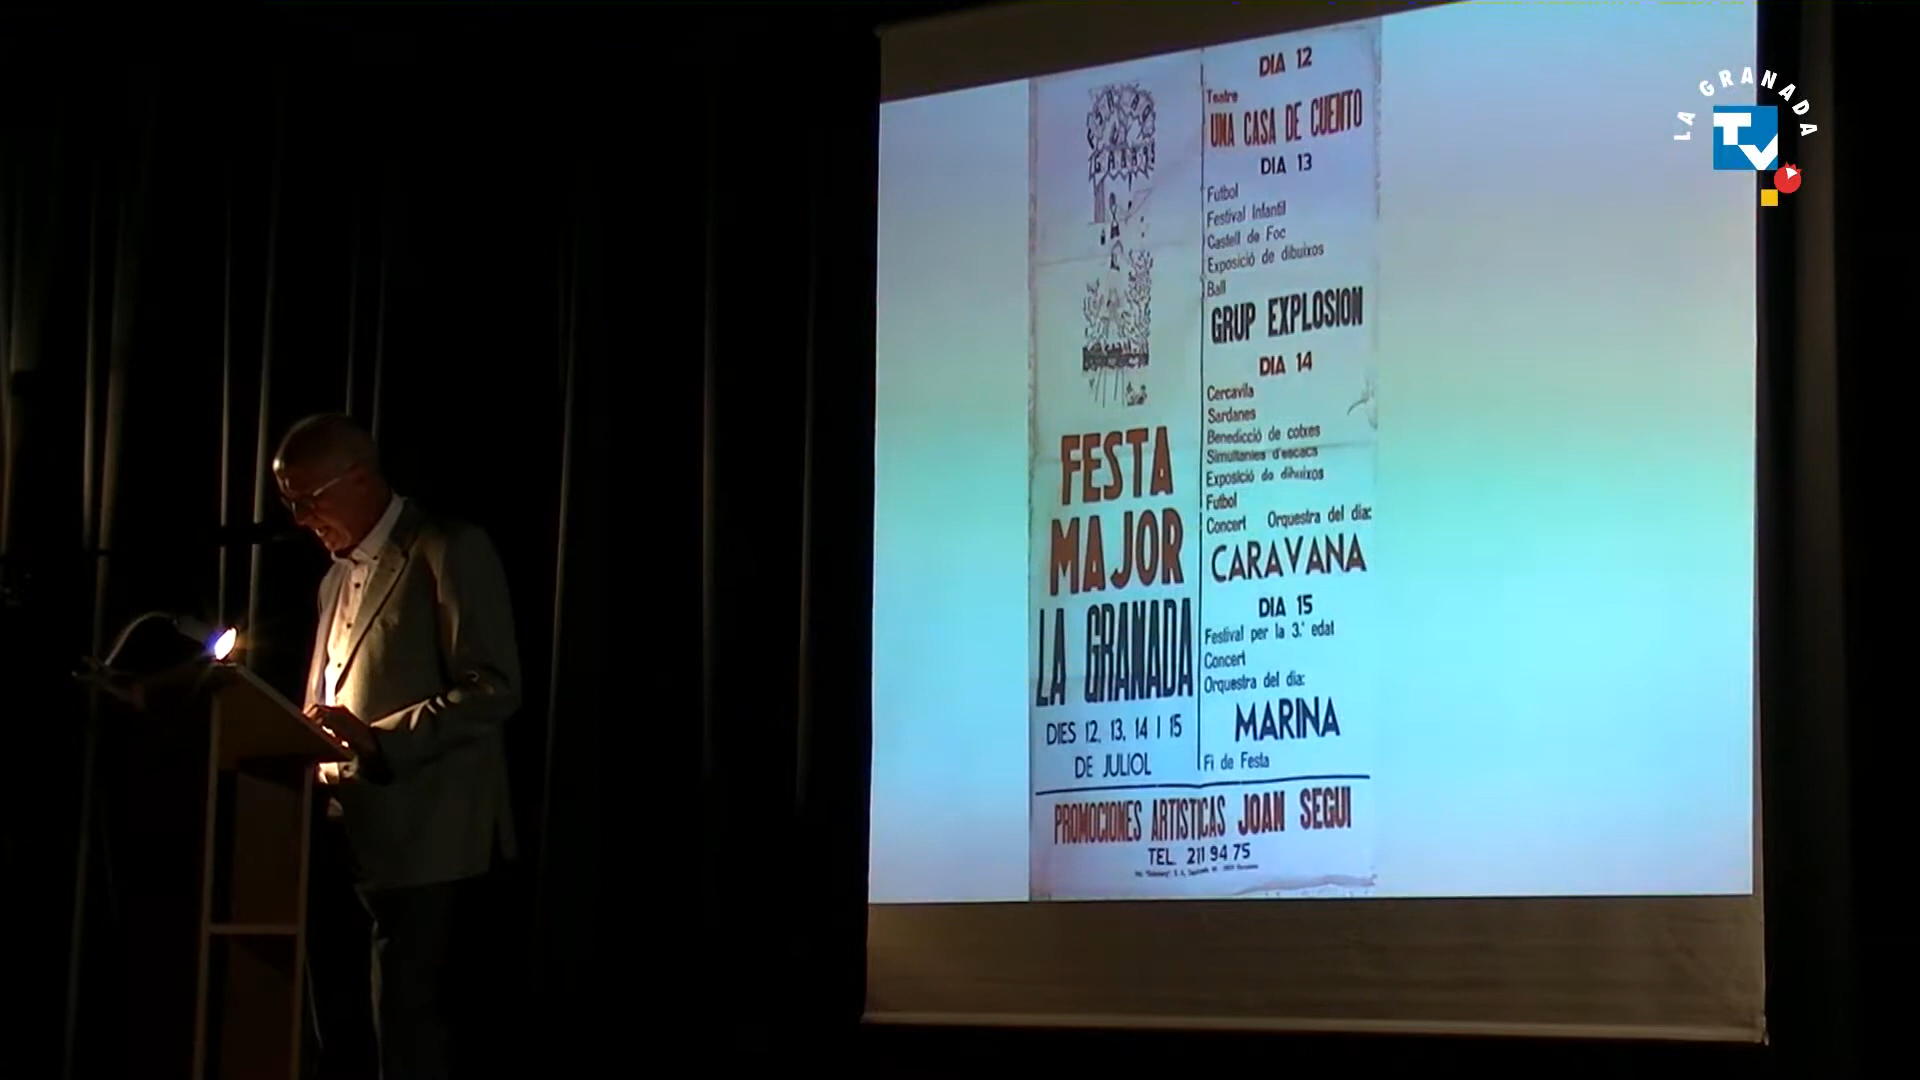 FESTA
MAJOR
LA GRANADA
DIES 12, 13, 14 I 15
DE JULIOL
DIA 12
Teatre
UNA CASA DE CUENTO
DIA 13
Futbol
Festival Infantil
Castell de Foc
Exposició de dibuixos
Ball
GRUP EXPLOSION
DIA 14
Cercavila
Sardanes
Benedicció de cotxes
Simultanies d'escacs
Exposició de dibuixos
Futbol
Concert Orquestra del dia:
CARAVANA
DIA 15
Festival per la 3.ª edat
Concert
Orquestra del dia:
MARINA
Fi de Festa
PROMOCIONES ARTISTICAS JOAN SEGUI
TEL. 211 94 75
LA GRANADA
TV